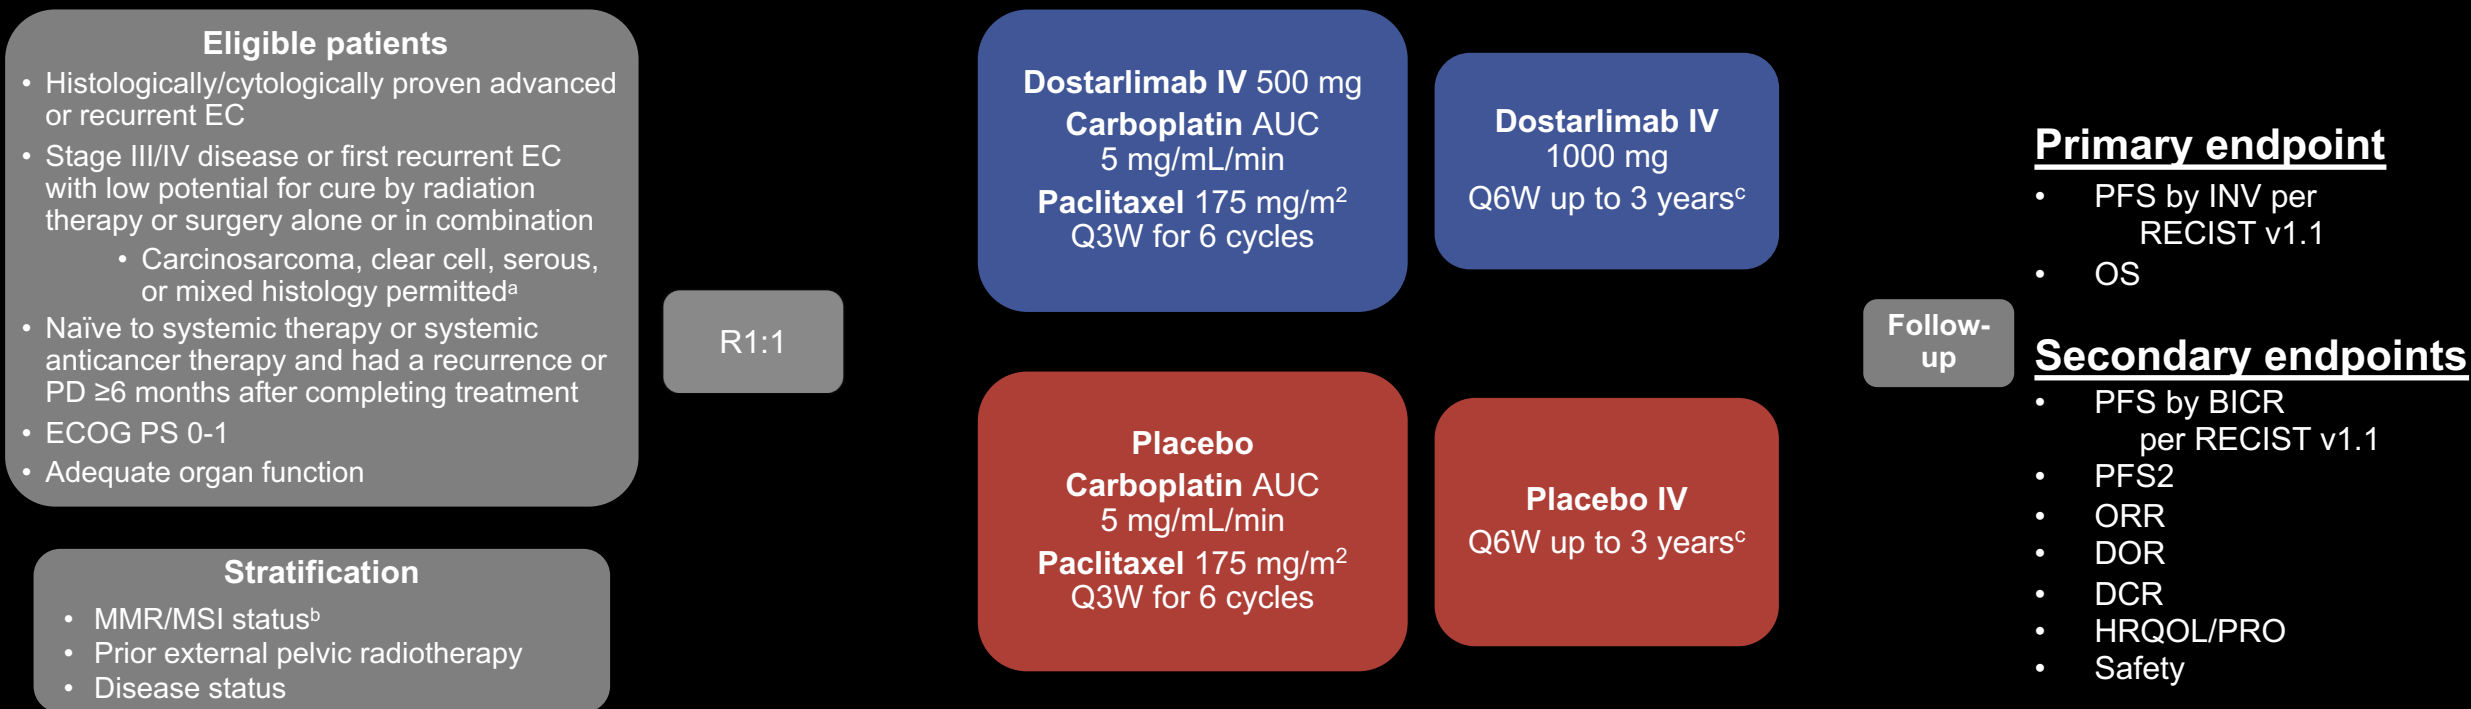 Eligible patients
• Histologically/cytologically proven advanced
or recurrent EC
• Stage III/IV disease or first recurrent EC
with low potential for cure by radiation
therapy or surgery alone or in combination
• Carcinosarcoma, clear cell, serous,
or mixed histology permittedᵃ
• Naïve to systemic therapy or systemic
anticancer therapy and had a recurrence or
PD ≥6 months after completing treatment
• ECOG PS 0-1
• Adequate organ function
Stratification
• MMR/MSI statusᵇ
• Prior external pelvic radiotherapy
• Disease status
R1:1
Dostarlimab IV 500 mg
Carboplatin AUC
5 mg/mL/min
Paclitaxel 175 mg/m²
Q3W for 6 cycles
Dostarlimab IV
1000 mg
Q6W up to 3 yearsᶜ
Placebo
Carboplatin AUC
5 mg/mL/min
Paclitaxel 175 mg/m²
Q3W for 6 cycles
Placebo IV
Q6W up to 3 yearsᶜ
Follow-
up
Primary endpoint
• PFS by INV per
RECIST v1.1
• OS
Secondary endpoints
• PFS by BICR
per RECIST v1.1
• PFS2
• ORR
• DOR
• DCR
• HRQOL/PRO
• Safety